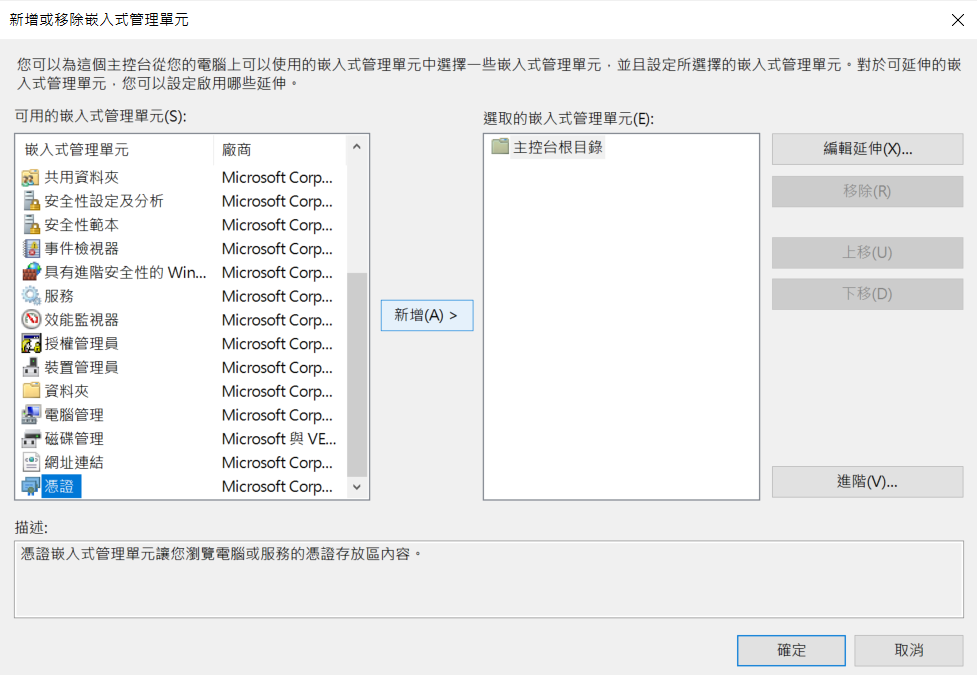 新增或移除嵌入式管理單元
您可以為這個主控台從您的電腦上可以使用的嵌入式管理單元中選擇一些嵌入式管理單元，並且設定所選擇的嵌入式管理單元。對於可延伸的嵌
入式管理單元，您可以設定啟用哪些延伸。
可用的嵌入式管理單元(S):
嵌入式管理單元 廠商
共用資料夾 Microsoft Corp...
安全性設定及分析 Microsoft Corp...
安全性範本 Microsoft Corp...
事件檢視器 Microsoft Corp...
具有進階安全性的 Win... Microsoft Corp...
服務 Microsoft Corp...
效能監視器 Microsoft Corp...
授權管理員 Microsoft Corp...
裝置管理員 Microsoft Corp...
資料夾 Microsoft Corp...
電腦管理 Microsoft Corp...
磁碟管理 Microsoft 與 VE...
網址連結 Microsoft Corp...
憑證 Microsoft Corp...
新增(A) >
選取的嵌入式管理單元(E):
主控台根目錄
編輯延伸(X)...
移除(R)
上移(U)
下移(D)
進階(V)...
描述:
憑證嵌入式管理單元讓您瀏覽電腦或服務的憑證存放區內容。
確定
取消